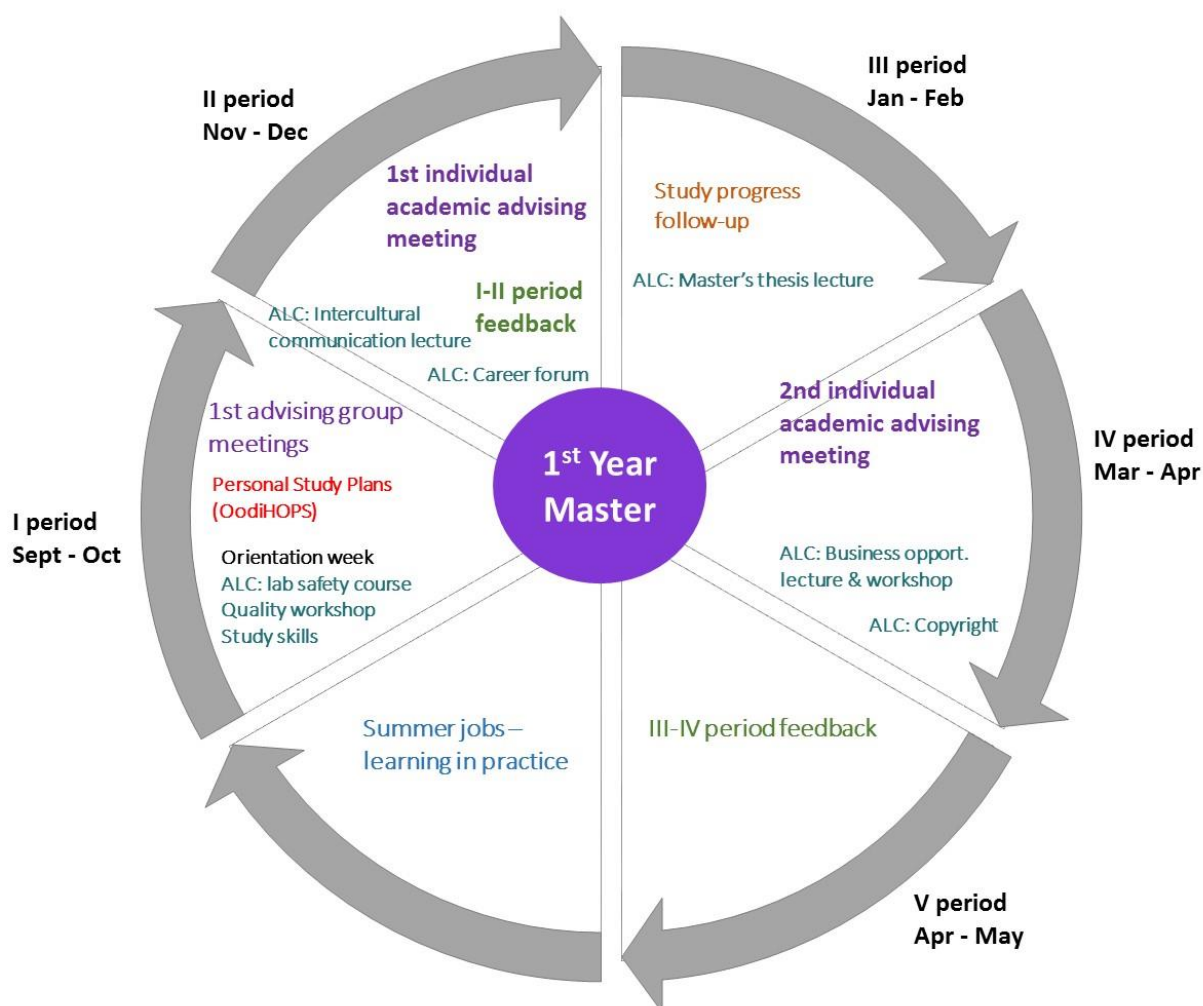 II period
Nov - Dec
III period
Jan - Feb
1st individual
academic advising
meeting
I-II period
feedback
ALC: Intercultural
communication lecture
ALC: Career forum
Study progress
follow-up
ALC: Master's thesis lecture
1st Year
Master
2nd individual
academic advising
meeting
ALC: Business opport.
lecture & workshop
ALC: Copyright
IV period
Mar - Apr
III-IV period feedback
V period
Apr - May
Summer jobs –
learning in practice
I period
Sept - Oct
1st advising group
meetings
Personal Study Plans
(OodiHOPS)
Orientation week
ALC: lab safety course
Quality workshop
Study skills